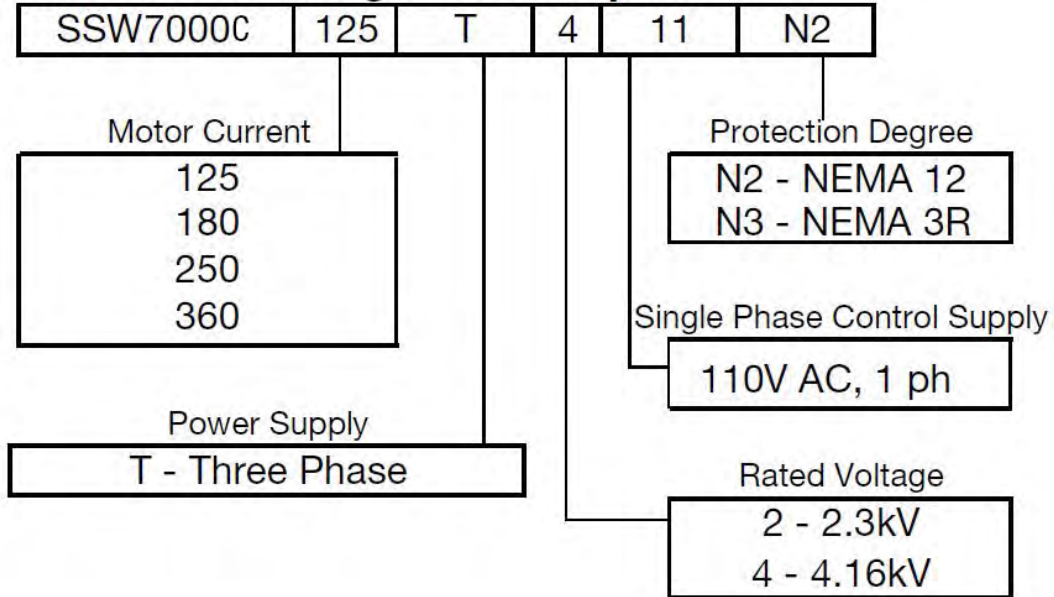 SSW7000C 125 T 4 11 N2
Motor Current
125
180
250
360
Protection Degree
N2 - NEMA 12
N3 - NEMA 3R
Single Phase Control Supply
110V AC, 1 ph
Power Supply
T - Three Phase
Rated Voltage
2 - 2.3kV
4 - 4.16kV